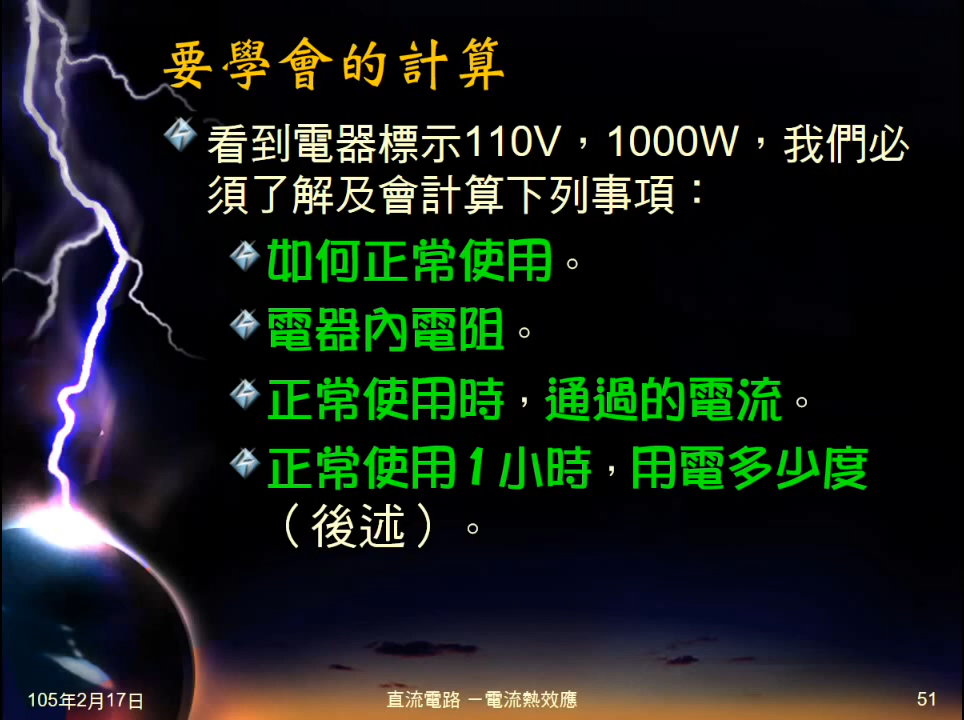 要學會的計算
看到電器標示110V，1000W，我們必
須了解及會計算下列事項：
如何正常使用。
電器內電阻。
正常使用時，通過的電流。
正常使用1小時，用電多少度
（後述）。
105年2月17日
直流電路 －電流熱效應
51